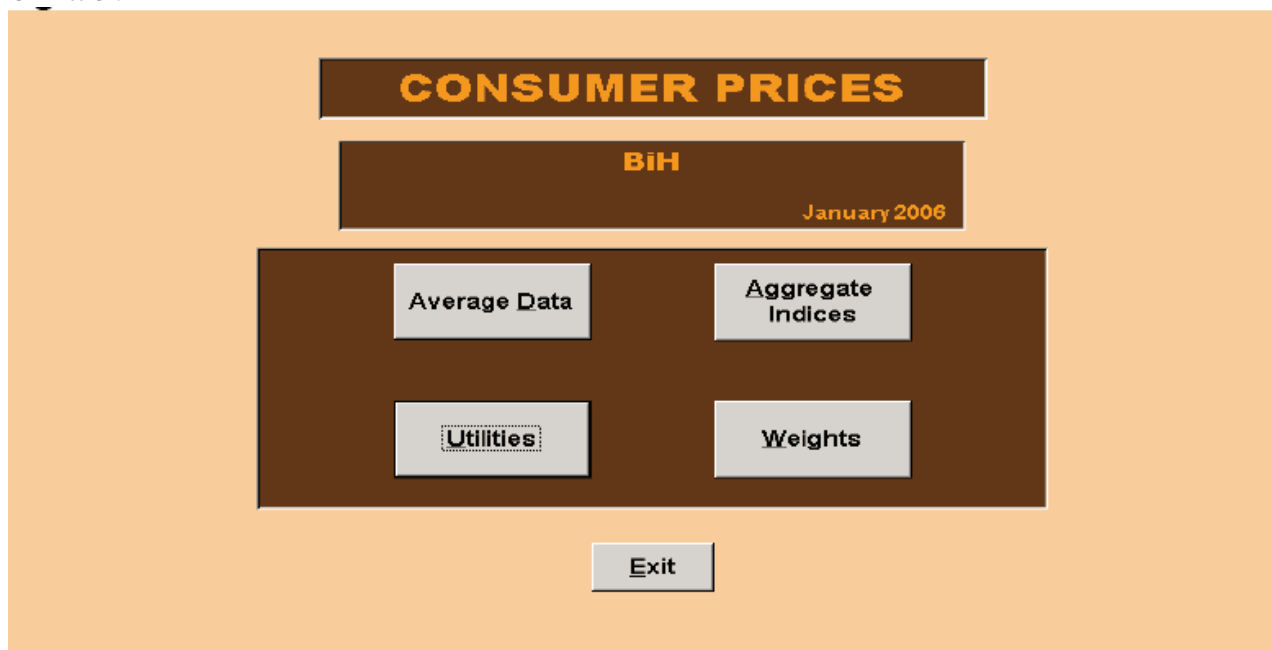 CONSUMER PRICES
BiH
January 2006
Average Data
Aggregate
Indices
Utilities
Weights
Exit